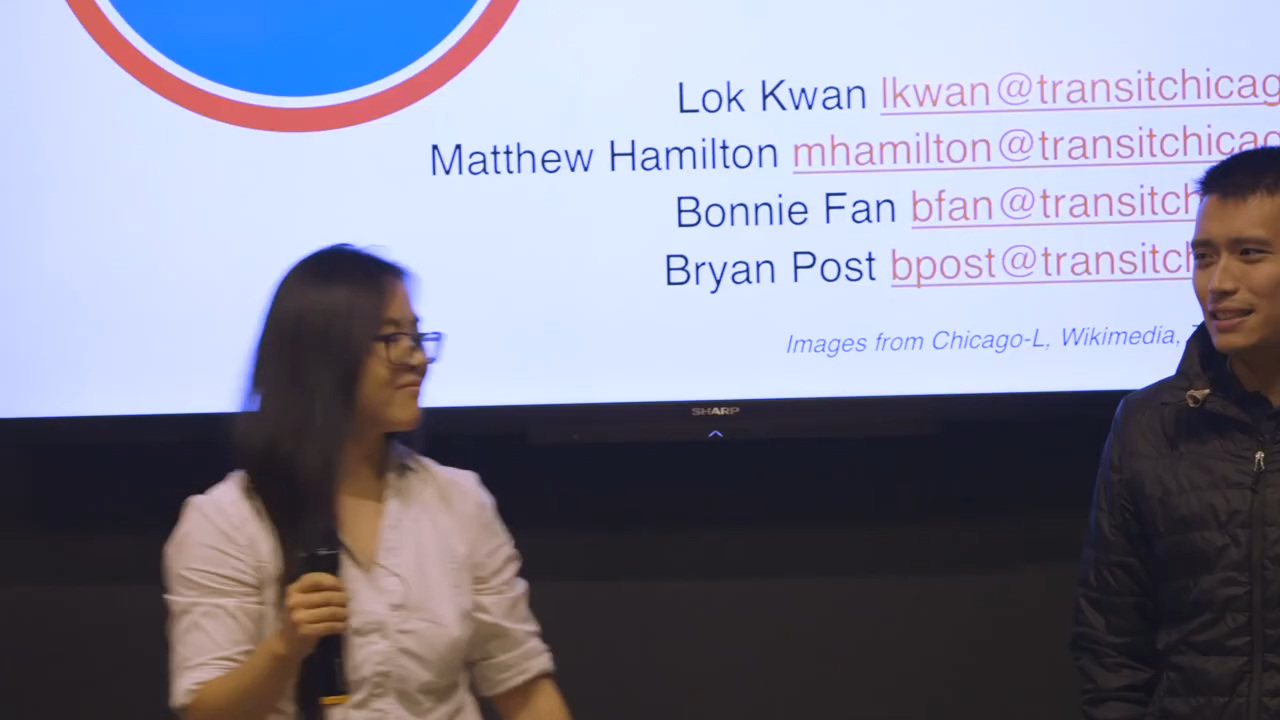 Lok Kwan lkwan@transitchicag
Matthew Hamilton mhamilton@transitchicag
Bonnie Fan bfan@transitch
Bryan Post bpost@transitch
Images from Chicago-L, Wikimedia,
SHARP